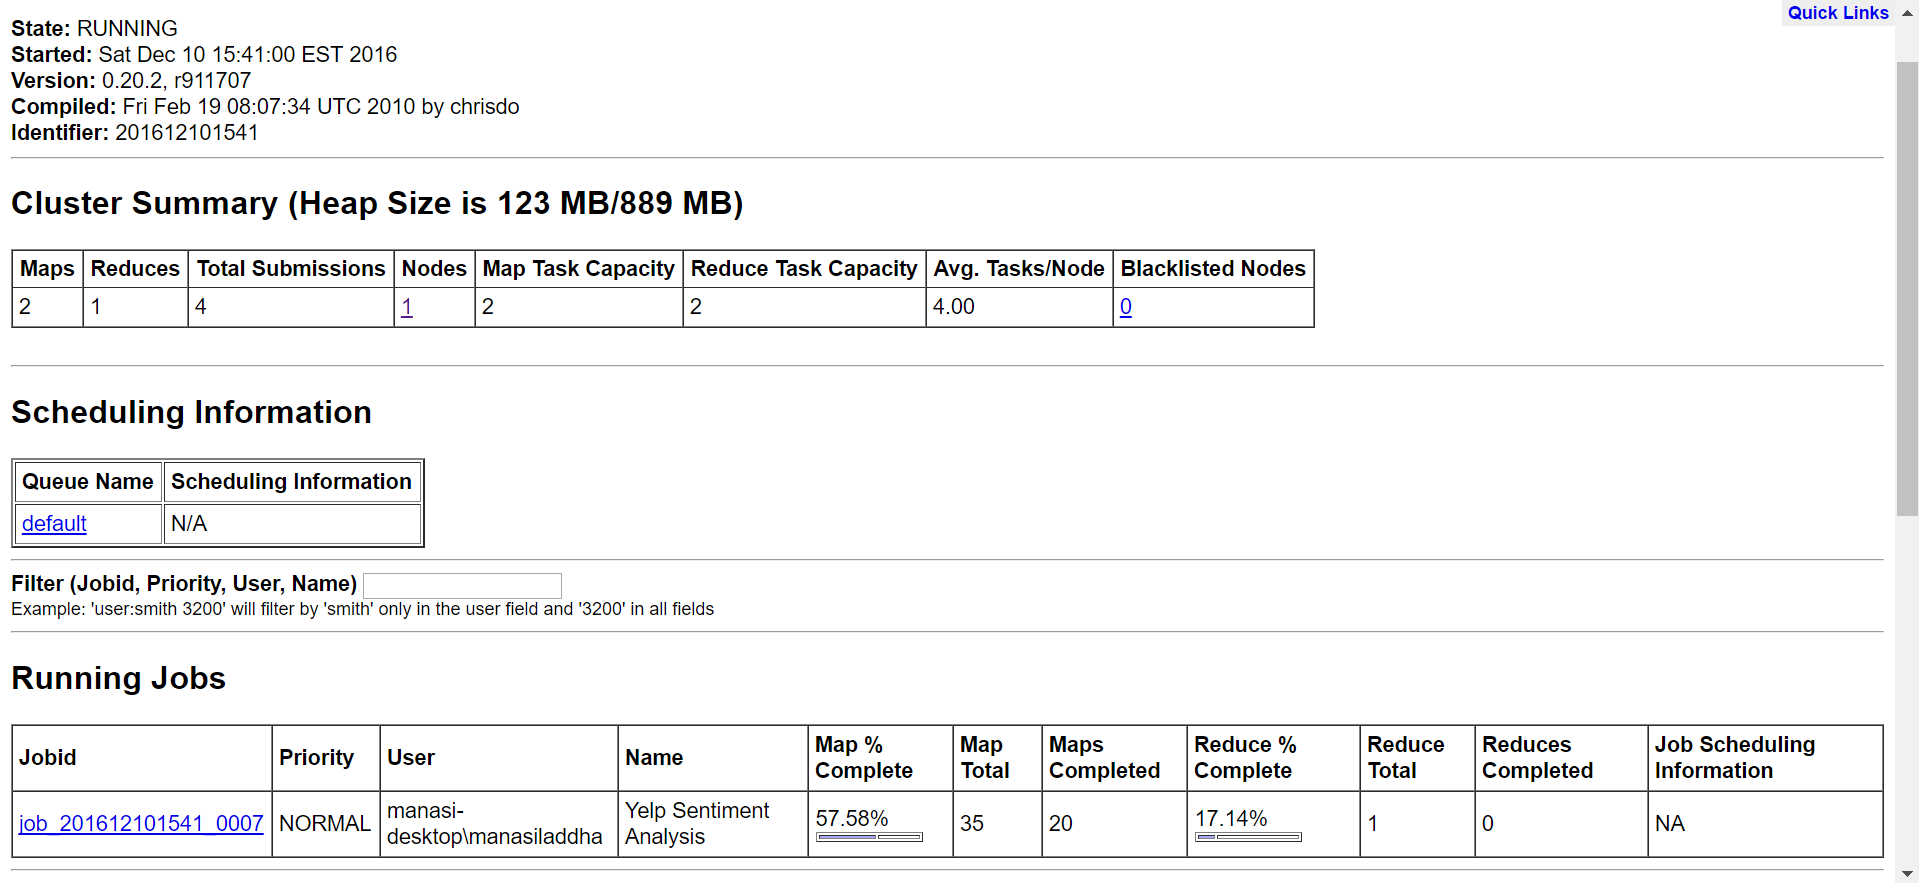 Quick Links
State: RUNNING
Started: Sat Dec 10 15:41:00 EST 2016
Version: 0.20.2, r911707
Compiled: Fri Feb 19 08:07:34 UTC 2010 by chrisdo
Identifier: 201612101541
Cluster Summary (Heap Size is 123 MB/889 MB)
Maps Reduces Total Submissions Nodes Map Task Capacity Reduce Task Capacity Avg. Tasks/Node Blacklisted Nodes
2 1 4 1 2 2 4.00 0
Scheduling Information
Queue Name Scheduling Information
default N/A
Filter (Jobid, Priority, User, Name)
Example: 'user:smith 3200' will filter by 'smith' only in the user field and '3200' in all fields
Running Jobs
Jobid Priority User Name Map % Complete Map Total Maps Completed Reduce % Complete Reduce Total Reduces Completed Job Scheduling Information
job_201612101541_0007 NORMAL manasi-desktop\manasiladdha Yelp Sentiment Analysis 57.58% 35 20 17.14% 1 0 NA